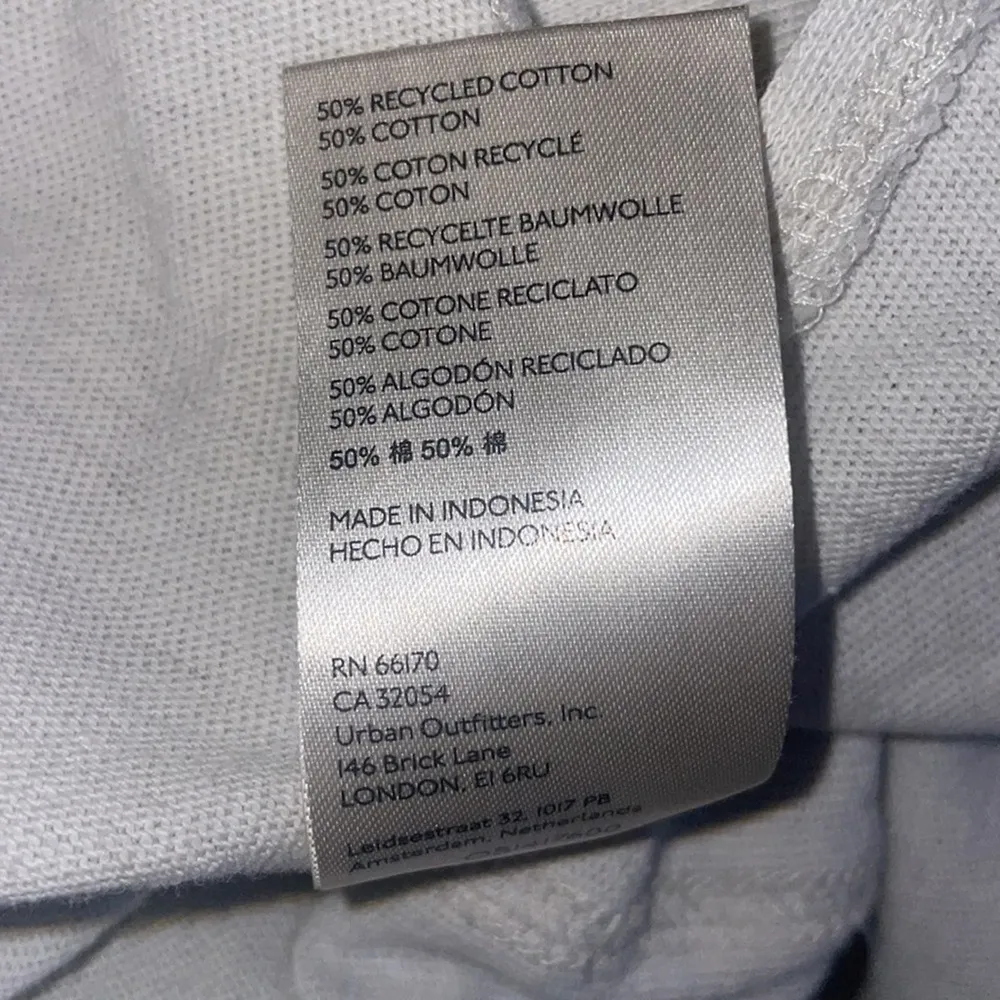 50% RECYCLED COTTON
50% COTTON
50% COTON RECYCLÉ
50% COTON
50% RECYCELTE BAUMWOLLE
50% BAUMWOLLE
50% COTONE RECICLATO
50% COTONE
50% ALGODÓN RECICLADO
50% ALGODÓN
50% 棉 50% 棉
MADE IN INDONESIA
HECHO EN INDONESIA
RN 66170
CA 32054
Urban Outfitters, Inc.
146 Brick Lane
LONDON, E1 6RU
Leidsestraat 32, 1017 PB
Amsterdam, Netherlands